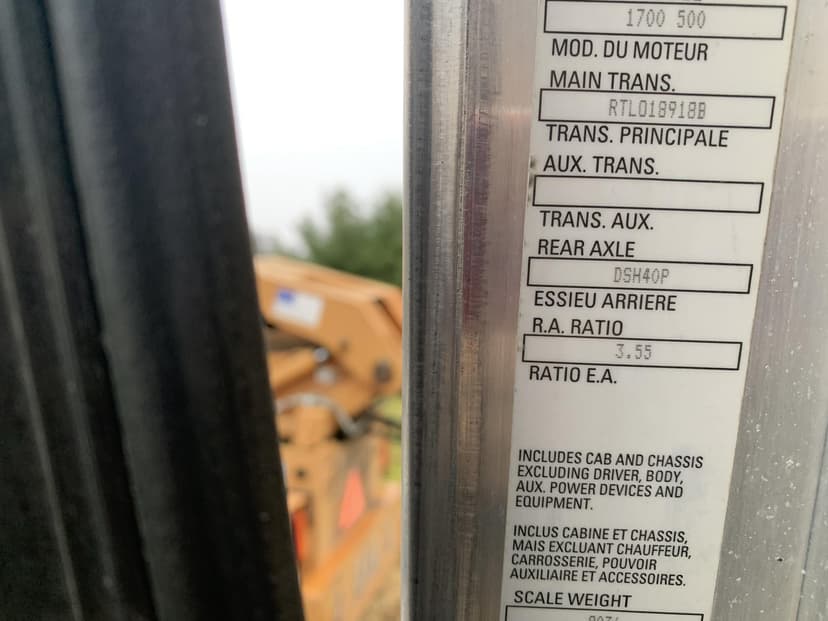 1700 500
MOD. DU MOTEUR
MAIN TRANS.
RTLO18918B
TRANS. PRINCIPALE
AUX. TRANS.
TRANS. AUX.
REAR AXLE
DSH40P
ESSIEU ARRIERE
R.A. RATIO
3.55
RATIO E.A.
INCLUDES CAB AND CHASSIS
EXCLUDING DRIVER, BODY,
AUX. POWER DEVICES AND
EQUIPMENT.
INCLUS CABINE ET CHASSIS,
MAIS EXCLUANT CHAUFFEUR,
CARROSSERIE, POUVOIR
AUXILIAIRE ET ACCESSOIRES.
SCALE WEIGHT